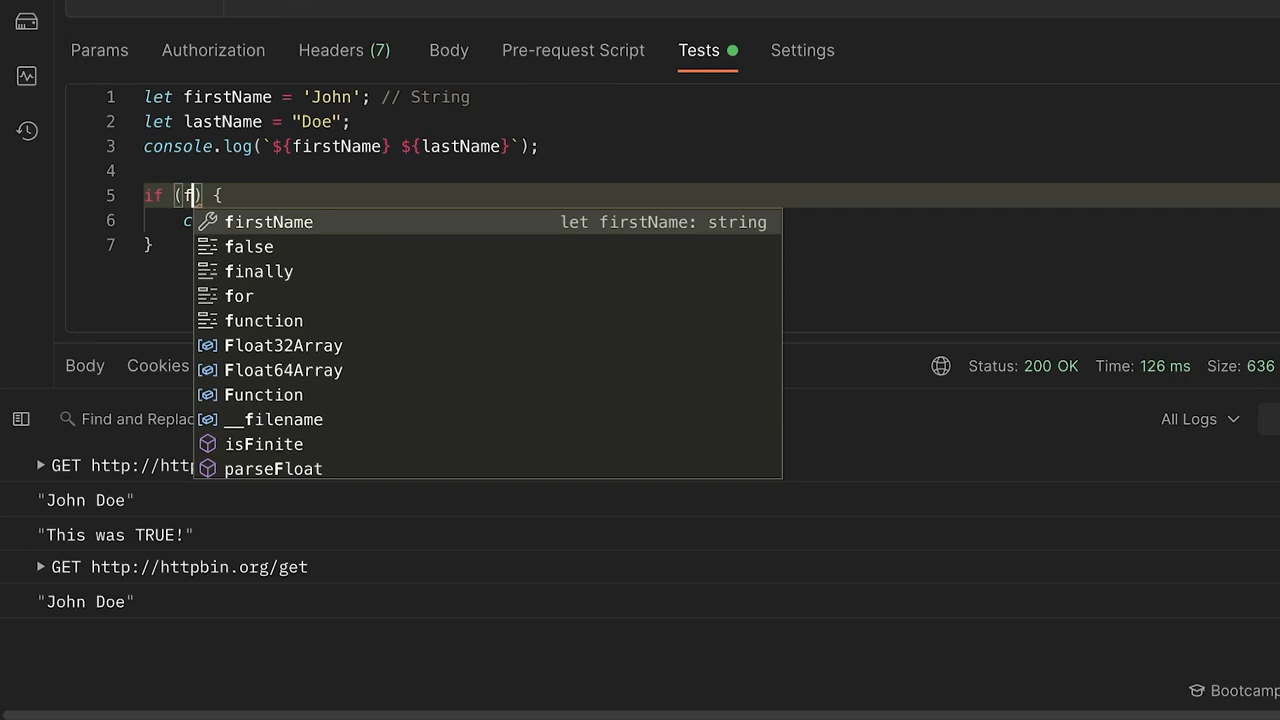 Params Authorization Headers (7) Body Pre-request Script Tests Settings
1 let firstName = 'John'; // String
2 let lastName = "Doe";
3 console.log(`${firstName} ${lastName}`);
4
5 if (f) {
6 c
7 }
firstName let firstName: string
false
finally
for
function
Float32Array
Float64Array
Function
__filename
isFinite
parseFloat
Body Cookies Status: 200 OK Time: 126 ms Size: 636
Find and Replac All Logs
GET http://http
"John Doe"
"This was TRUE!"
GET http://httpbin.org/get
"John Doe"
Bootcamp